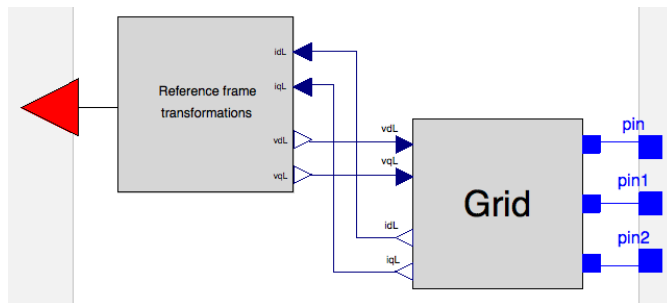 idL
iqL
Reference frame
transformations
vdL
vqL
vdL
vqL
idL
iqL
Grid
pin
pin1
pin2